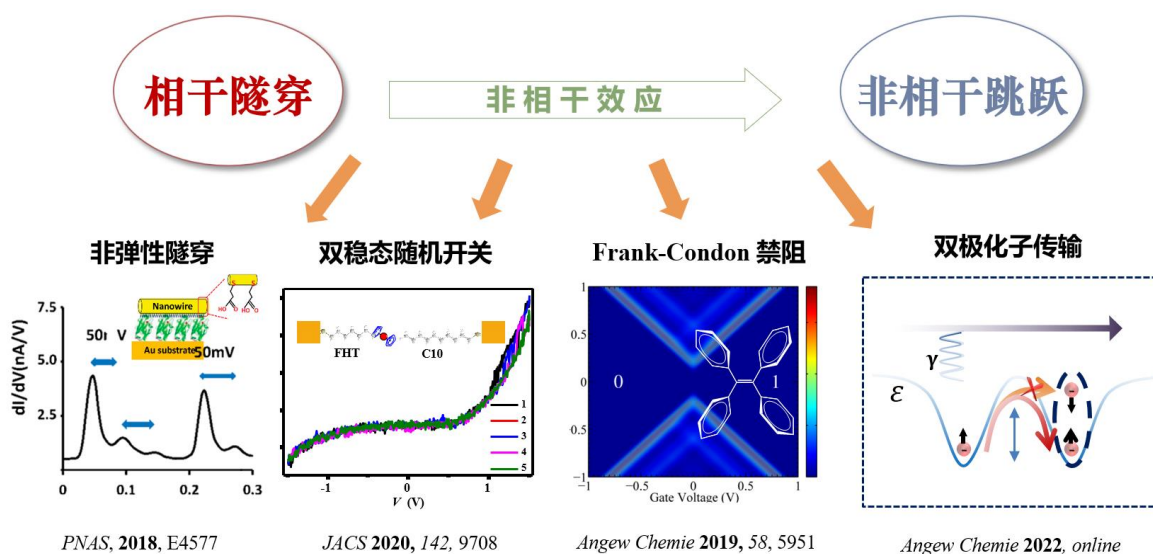 相干隧穿
非相干效应
非相干跳跃
非弹性隧穿
双稳态随机开关
Frank-Condon 禁阻
双极化子传输
dI/dV(nA/V)
7.5
5.0
2.5
0
0.1
0.2
0.3
50 V
50mV
Nanowire
Au substrate
S
S
HO
O
HO
O
FHT
C10
1
2
3
4
5
-1
0
1
V (V)
1
0.5
0
0.5
-1
-1
-0.5
0
0.5
1
Gate Voltage (V)
0
1
γ
ε
PNAS, 2018, E4577
JACS 2020, 142, 9708
Angew Chemie 2019, 58, 5951
Angew Chemie 2022, online